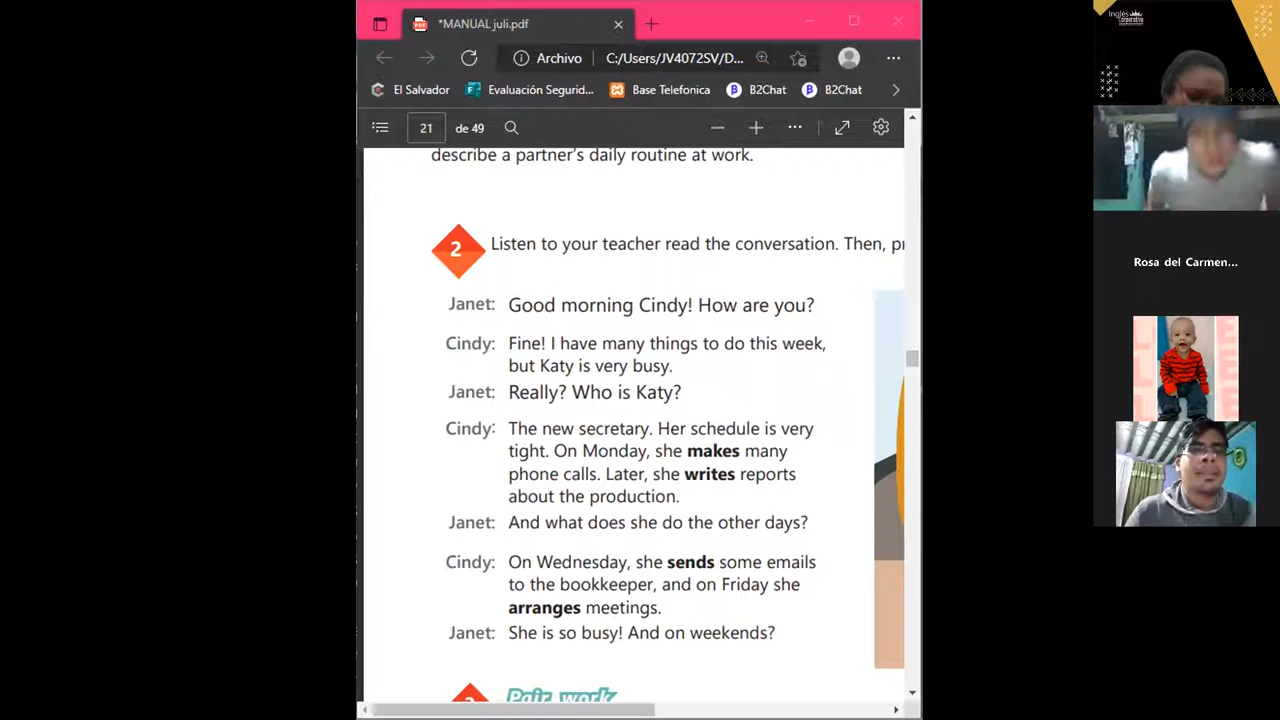 *MANUAL juli.pdf
Archivo
C:/Users/JV4072SV/D...
El Salvador
Evaluación Segurid...
Base Telefonica
B2Chat
B2Chat
21
de 49
describe a partner's daily routine at work.
2
Listen to your teacher read the conversation. Then, pr
Janet: Good morning Cindy! How are you?
Cindy: Fine! I have many things to do this week,
but Katy is very busy.
Janet: Really? Who is Katy?
Cindy: The new secretary. Her schedule is very
tight. On Monday, she makes many
phone calls. Later, she writes reports
about the production.
Janet: And what does she do the other days?
Cindy: On Wednesday, she sends some emails
to the bookkeeper, and on Friday she
arranges meetings.
Janet: She is so busy! And on weekends?
Pair work
Inglés
Corporativo
Rosa del Carmen...